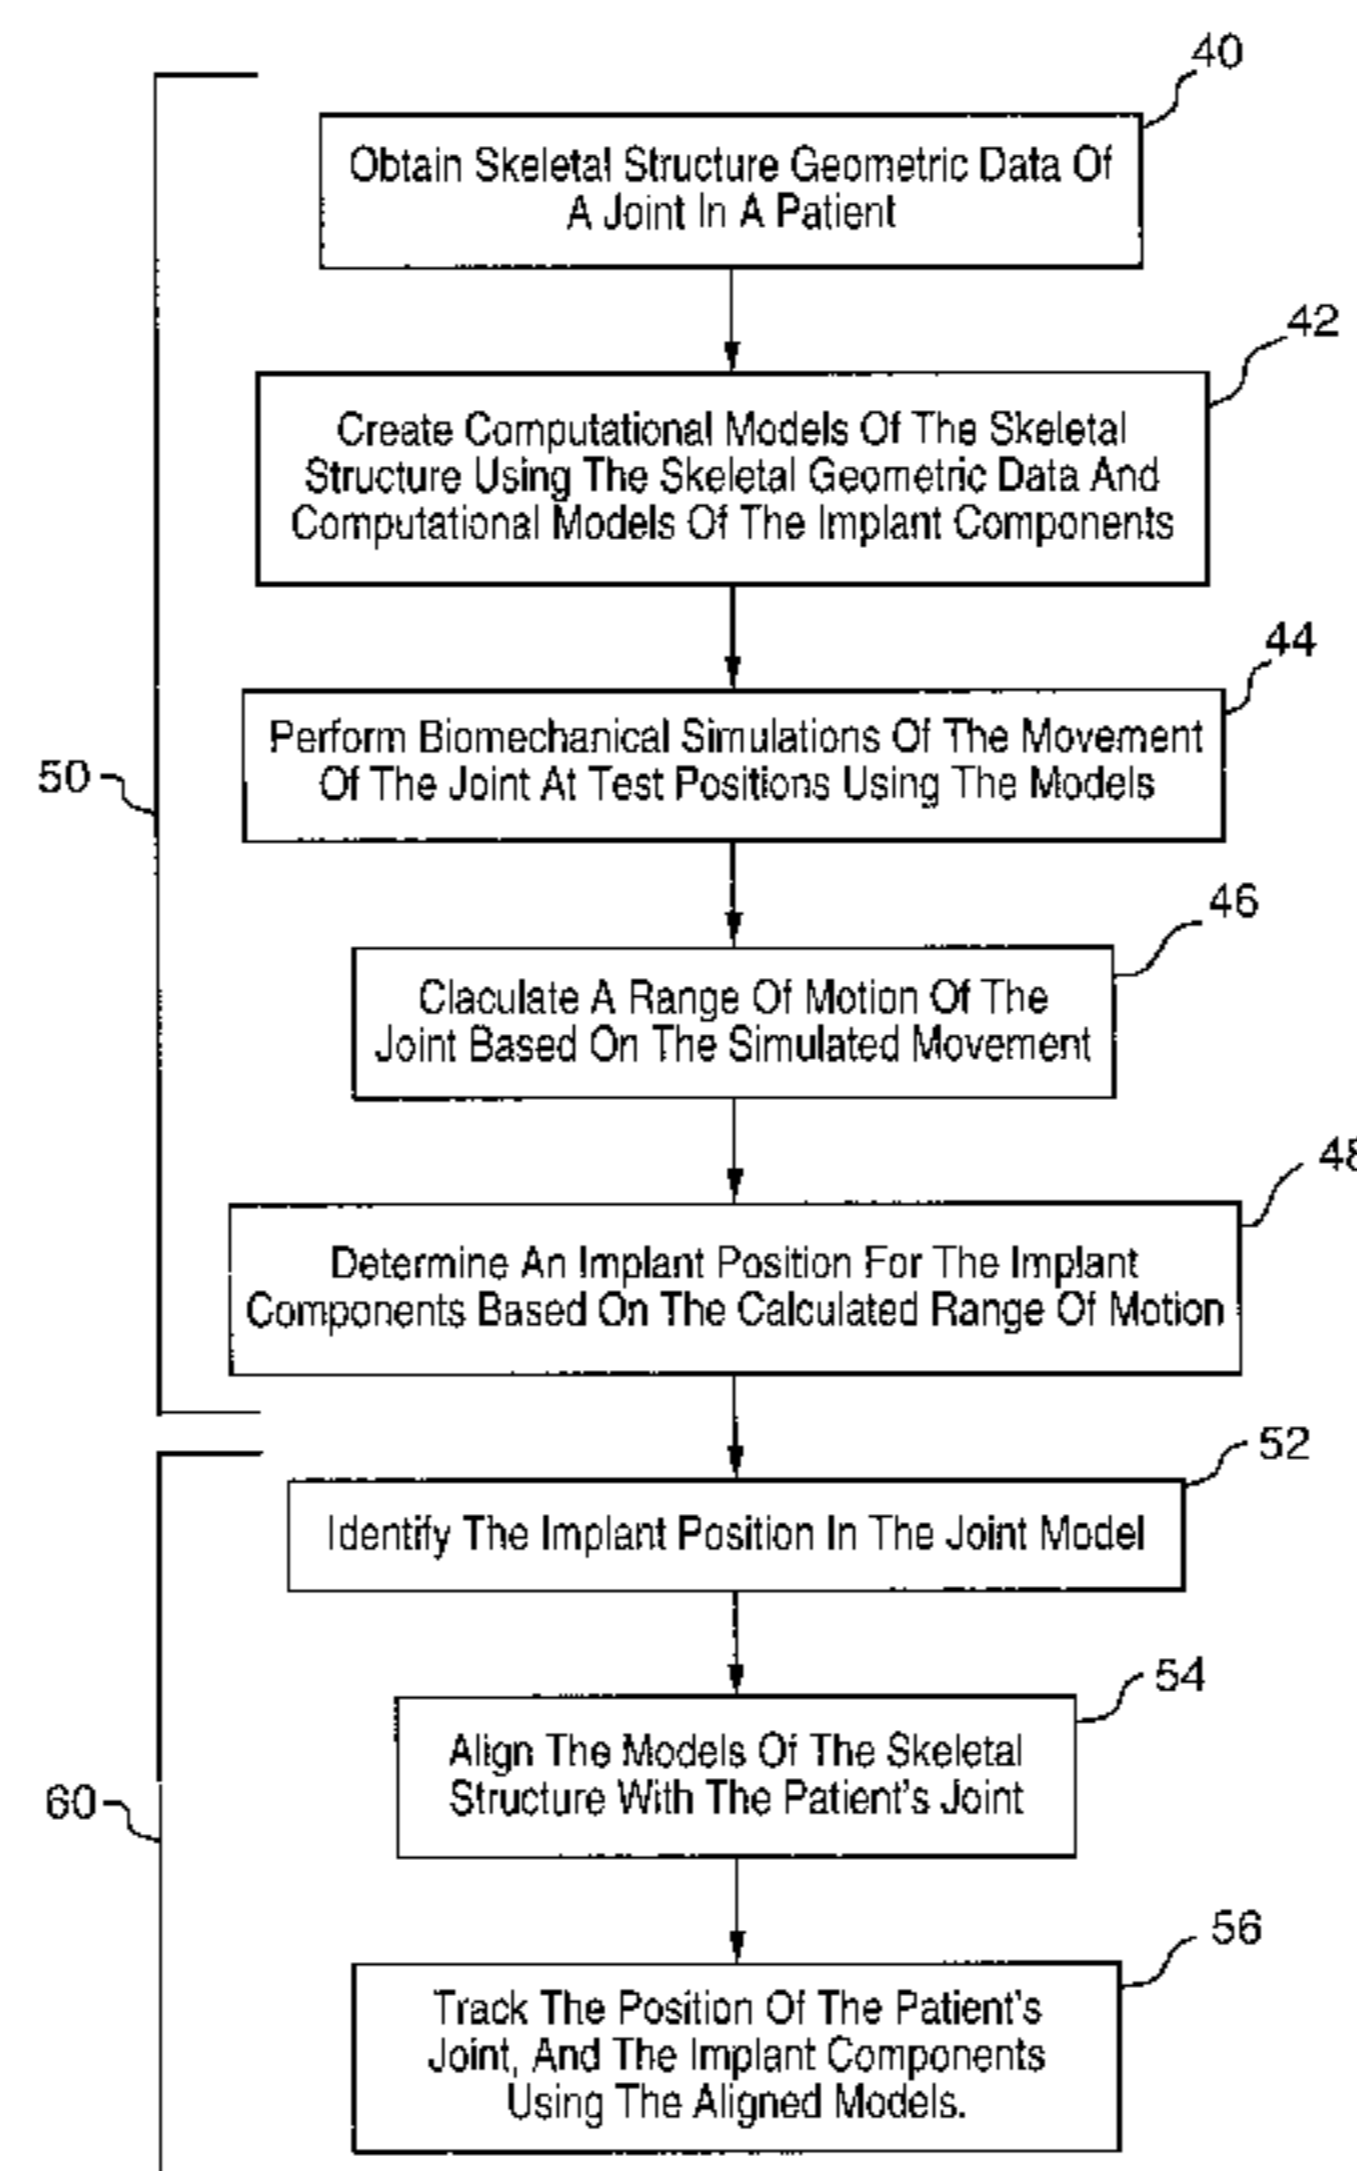 40
Obtain Skeletal Structure Geometric Data Of
A Joint In A Patient
42
Create Computational Models Of The Skeletal
Structure Using The Skeletal Geometric Data And
Computational Models Of The Implant Components
44
Perform Biomechanical Simulations Of The Movement
Of The Joint At Test Positions Using The Models
50
46
Claculate A Range Of Motion Of The
Joint Based On The Simulated Movement
48
Determine An Implant Position For The Implant
Components Based On The Calculated Range Of Motion
52
Identify The Implant Position In The Joint Model
54
Align The Models Of The Skeletal
Structure With The Patient's Joint
60
56
Track The Position Of The Patient's
Joint, And The Implant Components
Using The Aligned Models.